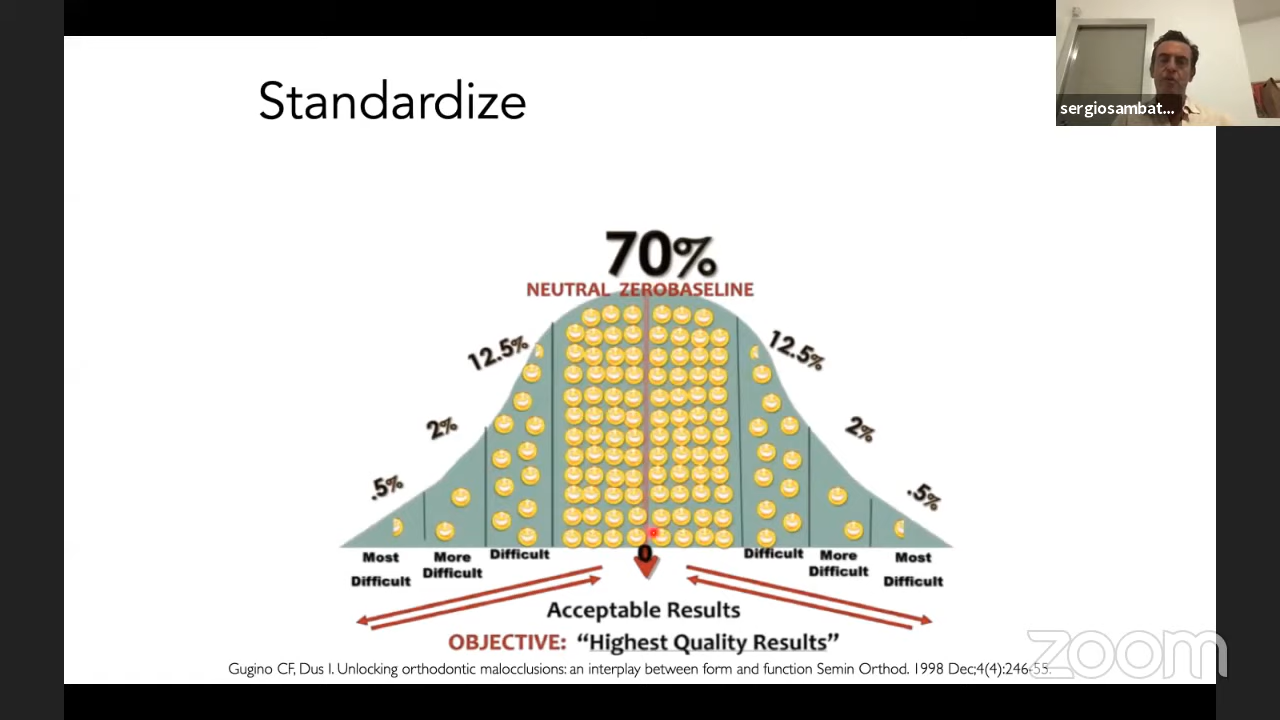 Standardize
sergiosambat...
70%
NEUTRAL ZEROBASELINE
12.5%
12.5%
2%
2%
.5%
.5%
0
Most Difficult
More Difficult
Difficult
Difficult
More Difficult
Most Difficult
Acceptable Results
OBJECTIVE: “Highest Quality Results”
Gugino CF, Dus I. Unlocking orthodontic malocclusions: an interplay between form and function Semin Orthod. 1998 Dec;4(4):246-55.
zoom